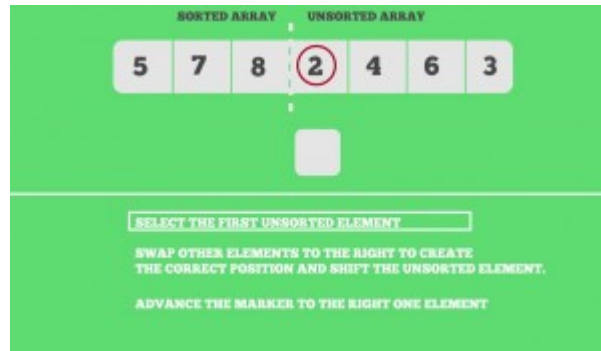 SORTED ARRAY UNSORTED ARRAY
5 7 8 2 4 6 3
SELECT THE FIRST UNSORTED ELEMENT
SWAP OTHER ELEMENTS TO THE RIGHT TO CREATE
THE CORRECT POSITION AND SHIFT THE UNSORTED ELEMENT.
ADVANCE THE MARKER TO THE RIGHT ONE ELEMENT